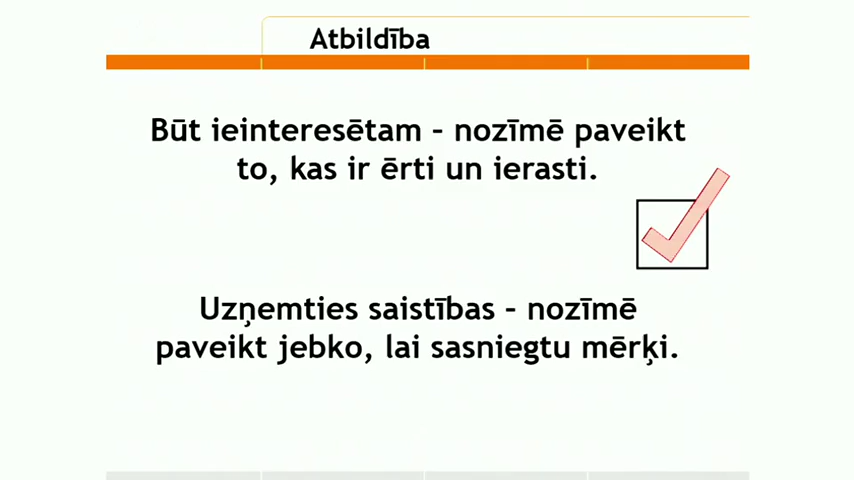 Atbildība
Būt ieinteresētam – nozīmē paveikt
to, kas ir ērti un ierasti.
Uzņemties saistības – nozīmē
paveikt jebko, lai sasniegtu mērķi.